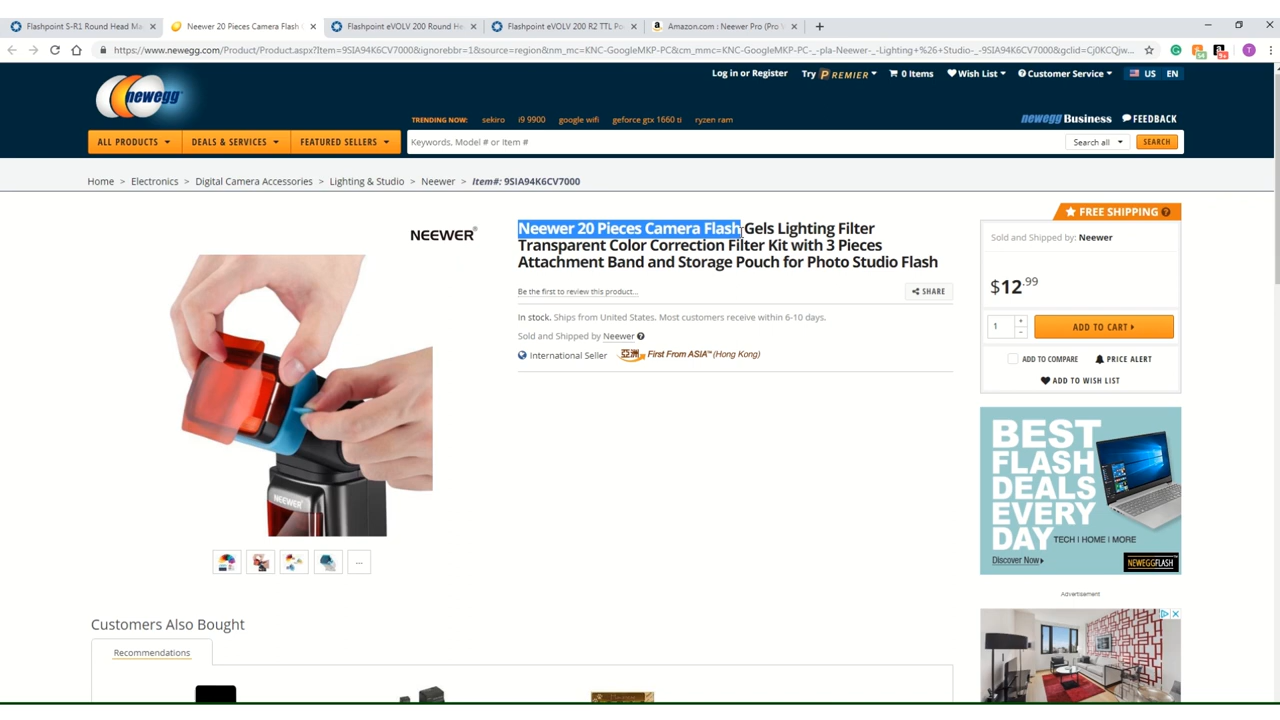 Flashpoint S-R1 Round Head Ma
Neewer 20 Pieces Camera Flash
Flashpoint eVOLV 200 Round He
Flashpoint eVOLV 200 R2 TTL Po
Amazon.com : Neewer Pro (Pro V
https://www.newegg.com/Product/Product.aspx?Item=9SIA94K6CV7000&ignorebbr=1&source=region&nm_mc=KNC-GoogleMKP-PC&cm_mmc=KNC-GoogleMKP-PC-_-pla-Neewer-_-Lighting+%26+Studio-_-9SIA94K6CV7000&gclid=Cj0KCQjw...
newegg
Log in or Register
Try PREMIER
0 Items
Wish List
Customer Service
US EN
TRENDING NOW: sekiro i9 9900 google wifi geforce gtx 1660 ti ryzen ram
newegg Business
FEEDBACK
ALL PRODUCTS
DEALS & SERVICES
FEATURED SELLERS
Keywords, Model # or Item #
Search all
SEARCH
Home > Electronics > Digital Camera Accessories > Lighting & Studio > Neewer > Item#: 9SIA94K6CV7000
NEEWER
Neewer 20 Pieces Camera Flash Gels Lighting Filter
Transparent Color Correction Filter Kit with 3 Pieces
Attachment Band and Storage Pouch for Photo Studio Flash
Be the first to review this product...
SHARE
In stock. Ships from United States. Most customers receive within 6-10 days.
Sold and Shipped by Neewer
International Seller
亞洲 First From ASIA™ (Hong Kong)
FREE SHIPPING
Sold and Shipped by: Neewer
$12.99
1
ADD TO CART
ADD TO COMPARE
PRICE ALERT
ADD TO WISH LIST
NEEWER
...
BEST
FLASH
DEALS
EVERY
DAY TECH | HOME | MORE
Discover Now
NEWEGGFLASH
Advertisement
Customers Also Bought
Recommendations